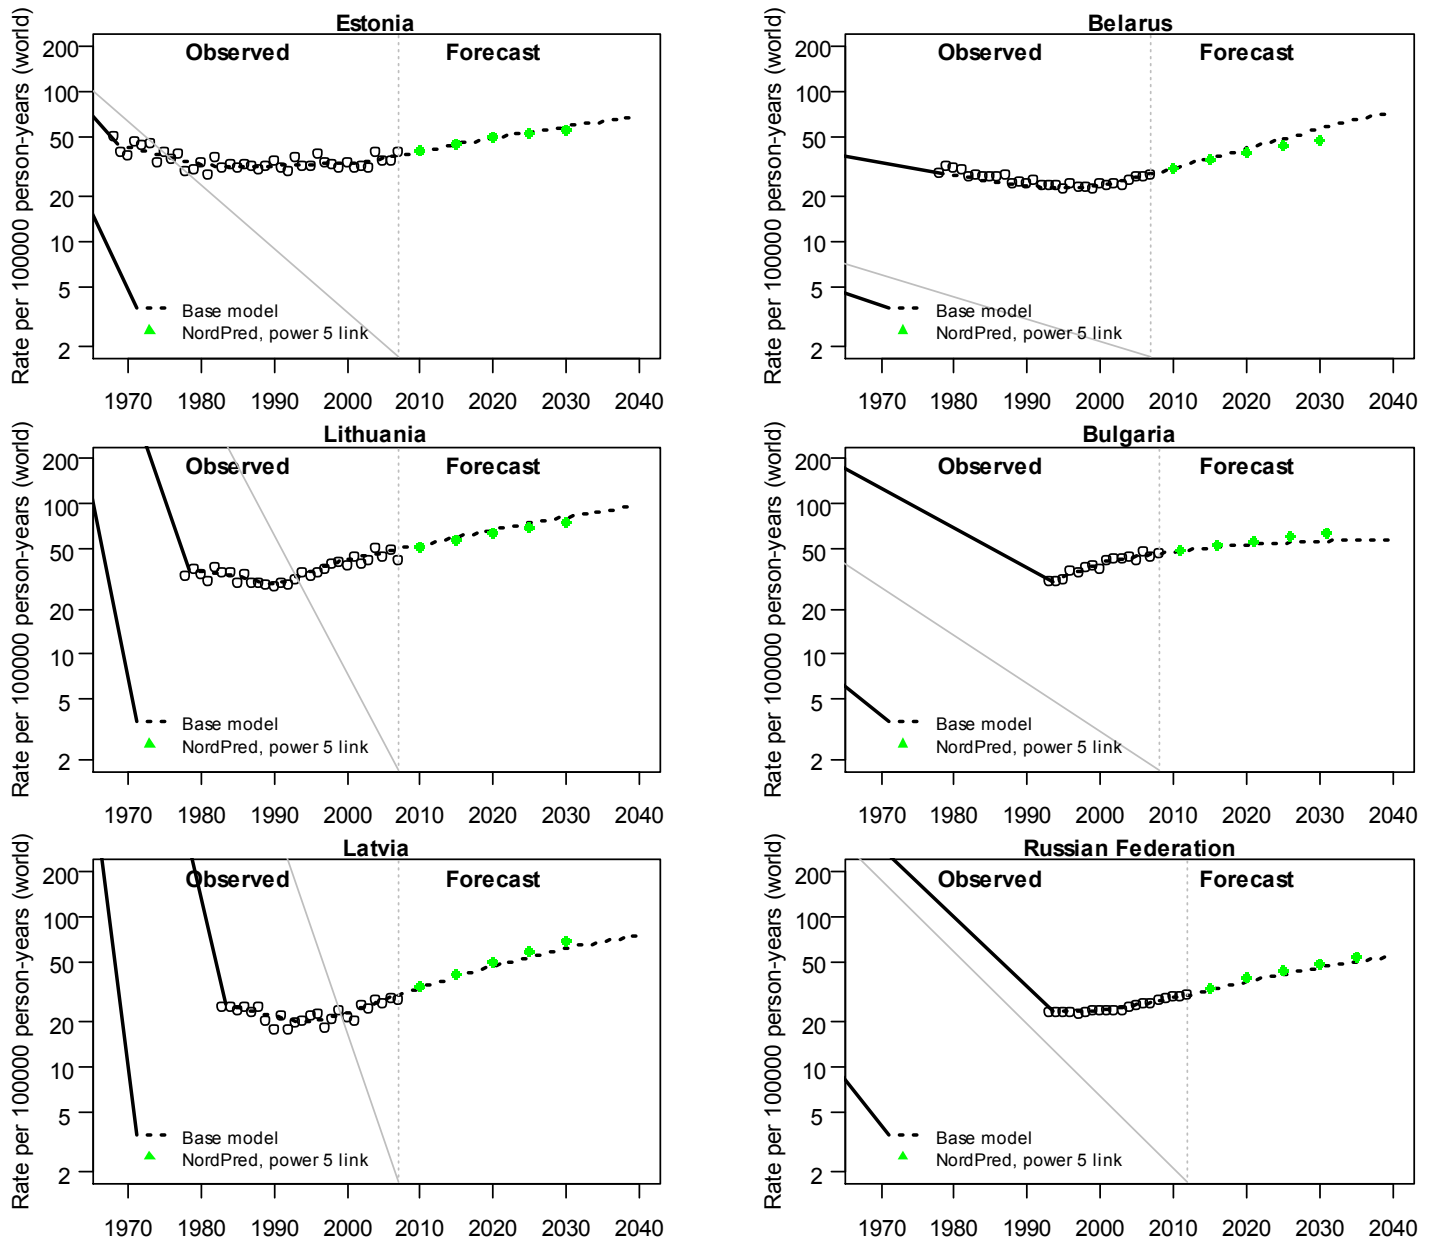 Estonia
Observed Forecast
Rate per 100000 person-years (world)
200
100
50
20
10
5
2
Base model
NordPred, power 5 link
1970 1980 1990 2000 2010 2020 2030 2040
Belarus
Observed Forecast
Rate per 100000 person-years (world)
200
100
50
20
10
5
2
Base model
NordPred, power 5 link
1970 1980 1990 2000 2010 2020 2030 2040
Lithuania
Observed Forecast
Rate per 100000 person-years (world)
200
100
50
20
10
5
2
Base model
NordPred, power 5 link
1970 1980 1990 2000 2010 2020 2030 2040
Bulgaria
Observed Forecast
Rate per 100000 person-years (world)
200
100
50
20
10
5
2
Base model
NordPred, power 5 link
1970 1980 1990 2000 2010 2020 2030 2040
Latvia
Observed Forecast
Rate per 100000 person-years (world)
200
100
50
20
10
5
2
Base model
NordPred, power 5 link
1970 1980 1990 2000 2010 2020 2030 2040
Russian Federation
Observed Forecast
Rate per 100000 person-years (world)
200
100
50
20
10
5
2
Base model
NordPred, power 5 link
1970 1980 1990 2000 2010 2020 2030 2040